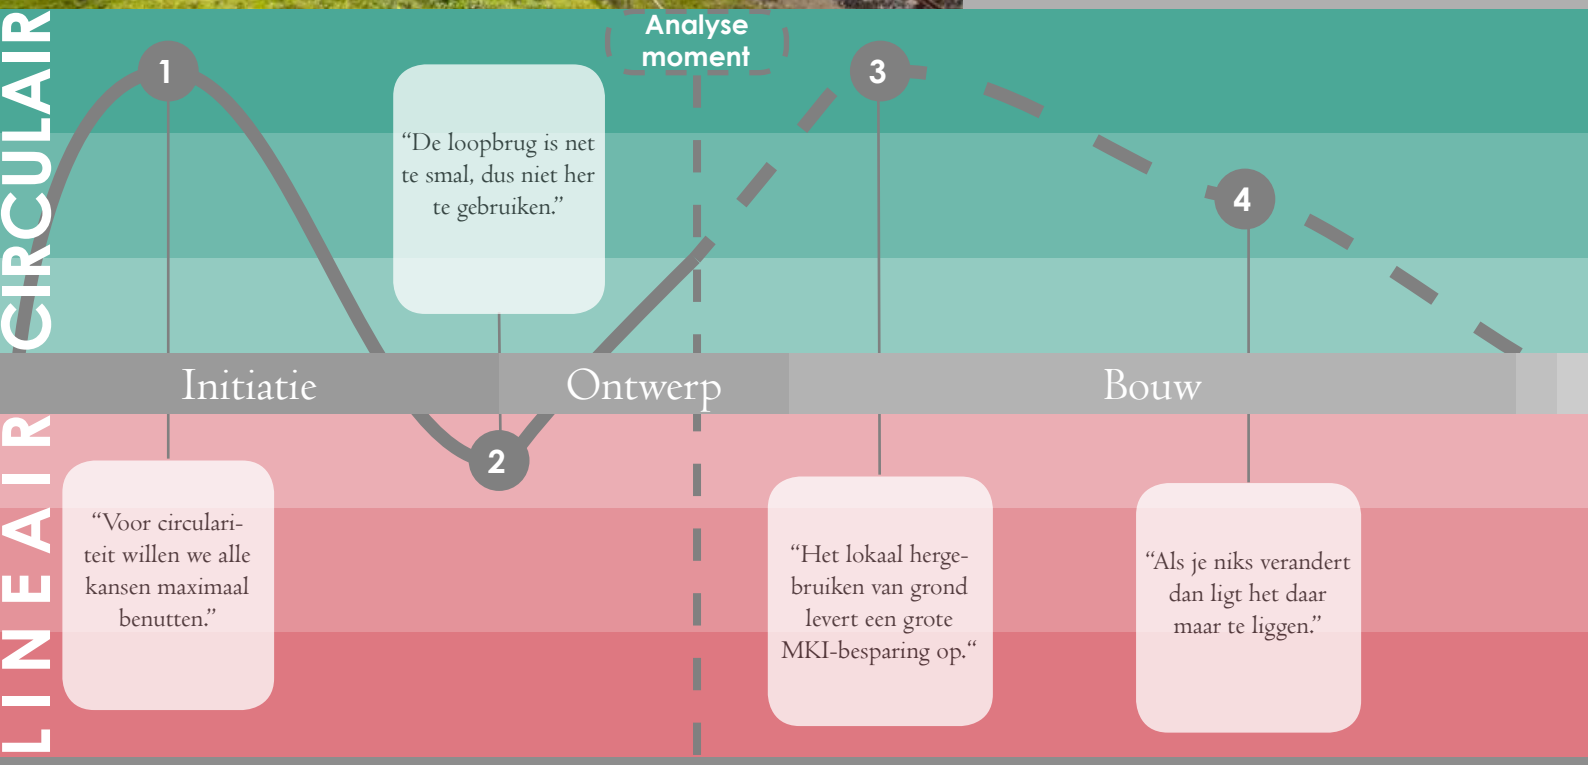 CIRCULAIR
Analyse
moment
1
3
“De loopbrug is net
te smal, dus niet her
te gebruiken.”
4
Initiatie
Ontwerp
Bouw
LINEAIR
2
“Voor circulari-
teit willen we alle
kansen maximaal
benutten.”
“Het lokaal herge-
bruiken van grond
levert een grote
MKI-besparing op.“
“Als je niks verandert
dan ligt het daar
maar te liggen.”